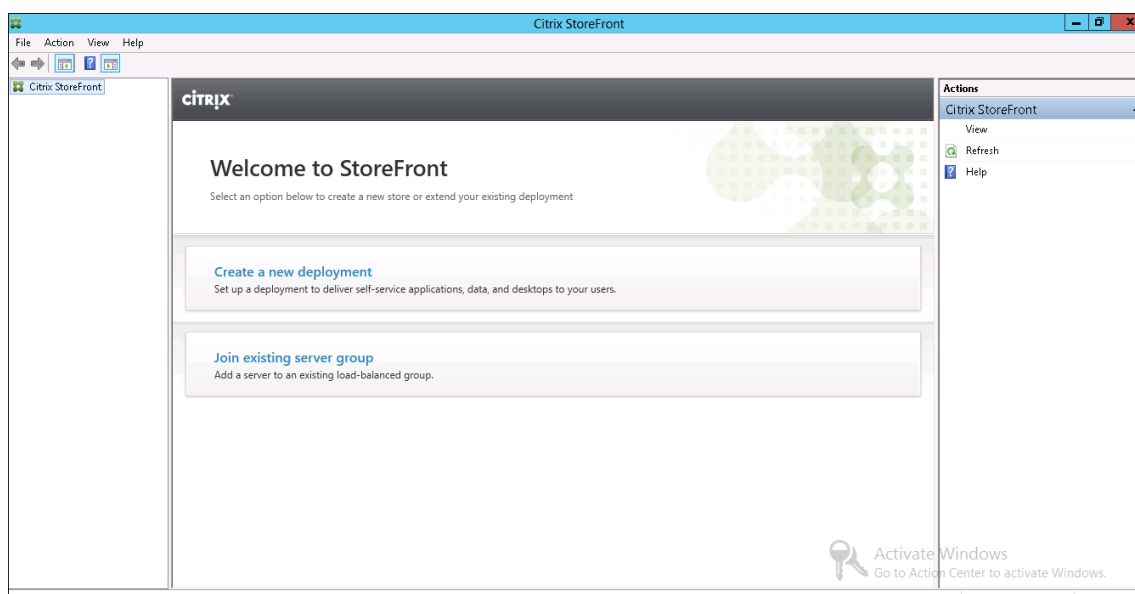 Citrix StoreFront
File Action View Help
Citrix StoreFront
CİTRIX
Actions
Citrix StoreFront
View
Refresh
Help
Welcome to StoreFront
Select an option below to create a new store or extend your existing deployment
Create a new deployment
Set up a deployment to deliver self-service applications, data, and desktops to your users.
Join existing server group
Add a server to an existing load-balanced group.
Activate Windows
Go to Action Center to activate Windows.